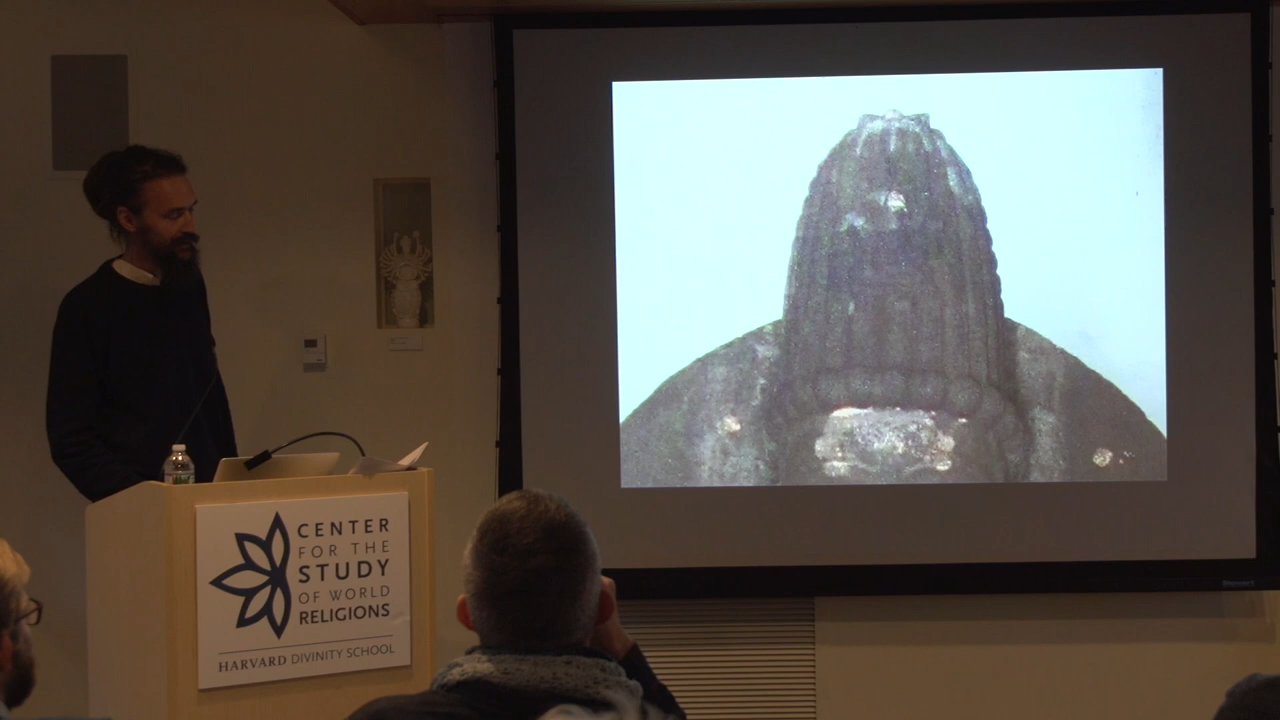 CENTER
FOR THE
STUDY
OF WORLD
RELIGIONS
HARVARD DIVINITY SCHOOL